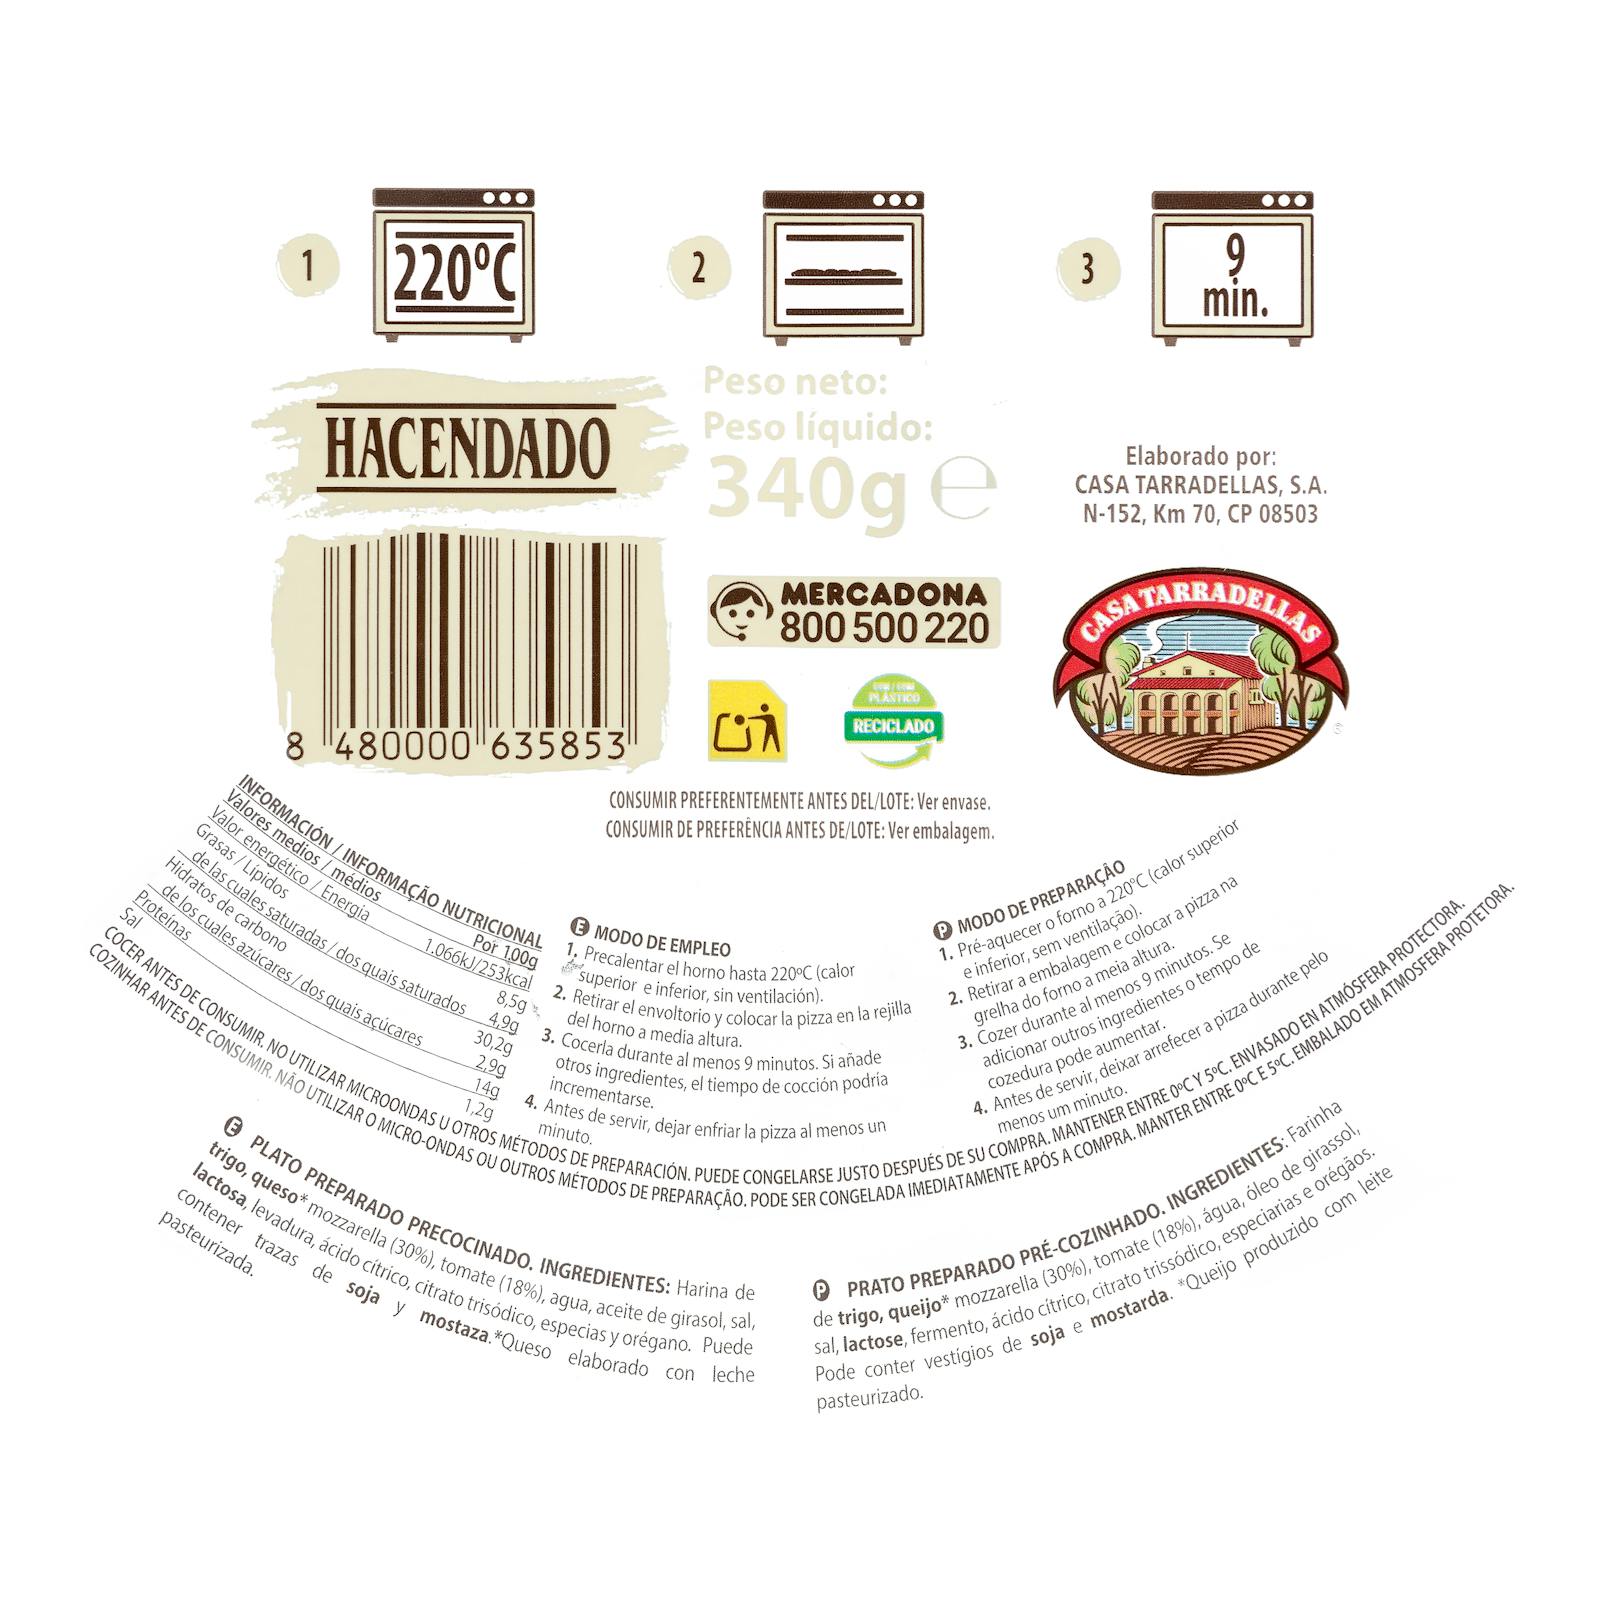 1
220ºC
2
3
9
min.
HACENDADO
Peso neto:
Peso líquido:
340g ℮
Elaborado por:
CASA TARRADELLAS, S.A.
N-152, Km 70, CP 08503
MERCADONA
800 500 220
CASA TARRADELLAS
®
PLÁSTICO
RECICLADO
8 480000 635853
CONSUMIR PREFERENTEMENTE ANTES DEL/LOTE: Ver envase.
CONSUMIR DE PREFERÊNCIA ANTES DE/LOTE: Ver embalagem.
INFORMACIÓN / INFORMAÇÃO NUTRICIONAL
Valores medios / médios Por 100g
Valor energético / Energia 1.066kJ/253kcal
Grasas / Lípidos 8,5g
de las cuales saturadas / dos quais saturados 4,9g
Hidratos de carbono 30,2g
de los cuales azúcares / dos quais açúcares 2,9g
Proteínas 14g
Sal 1,2g
E MODO DE EMPLEO
1. Precalentar el horno hasta 220ºC (calor
superior e inferior, sin ventilación).
2. Retirar el envoltorio y colocar la pizza en la rejilla
del horno a media altura.
3. Cocerla durante al menos 9 minutos. Si añade
otros ingredientes, el tiempo de cocción podría
incrementarse.
4. Antes de servir, dejar enfriar la pizza al menos un
minuto.
P MODO DE PREPARAÇÃO
1. Pré-aquecer o forno a 220ºC (calor superior
e inferior, sem ventilação).
2. Retirar a embalagem e colocar a pizza na
grelha do forno a meia altura.
3. Cozer durante al menos 9 minutos. Se
adicionar outros ingredientes o tempo de
cozedura pode aumentar.
4. Antes de servir, deixar arrefecer a pizza durante pelo
menos um minuto.
COCER ANTES DE CONSUMIR. NO UTILIZAR MICROONDAS U OTROS MÉTODOS DE PREPARACIÓN. PUEDE CONGELARSE JUSTO DESPUÉS DE SU COMPRA. MANTENER ENTRE 0ºC Y 5ºC. ENVASADO EN ATMÓSFERA PROTECTORA.
COZINHAR ANTES DE CONSUMIR. NÃO UTILIZAR O MICRO-ONDAS OU OUTROS MÉTODOS DE PREPARAÇÃO. PODE SER CONGELADA IMEDIATAMENTE APÓS A COMPRA. MANTER ENTRE 0ºC E 5ºC. EMBALADO EM ATMOSFERA PROTETORA.
E PLATO PREPARADO PRECOCINADO. INGREDIENTES: Harina de
trigo, queso* mozzarella (30%), tomate (18%), agua, aceite de girasol, sal,
lactosa, levadura, ácido cítrico, citrato trisódico, especias y orégano. Puede
contener trazas de soja y mostaza. *Queso elaborado con leche
pasteurizada.
P PRATO PREPARADO PRÉ-COZINHADO. INGREDIENTES: Farinha
de trigo, queijo* mozzarella (30%), tomate (18%), água, óleo de girassol,
sal, lactose, fermento, ácido cítrico, citrato trissódico, especiarias e orégãos.
Pode conter vestígios de soja e mostarda. *Queijo produzido com leite
pasteurizado.